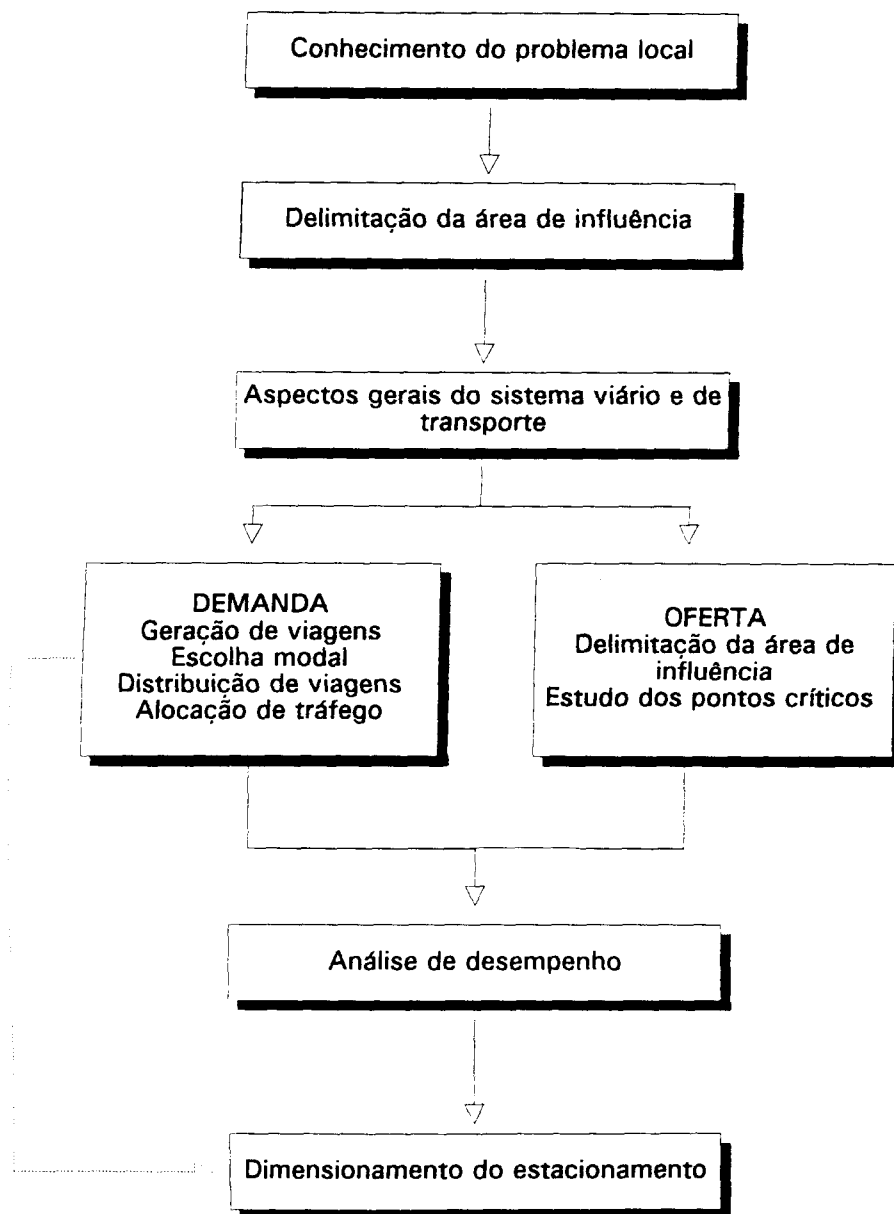 Conhecimento do problema local
Delimitação da área de influência
Aspectos gerais do sistema viário e de
transporte
DEMANDA
Geração de viagens
Escolha modal
Distribuição de viagens
Alocação de tráfego
OFERTA
Delimitação da área de
influência
Estudo dos pontos críticos
Análise de desempenho
Dimensionamento do estacionamento